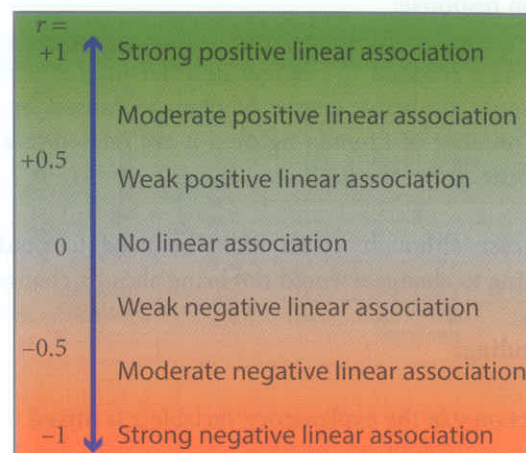 r =
+1 Strong positive linear association
Moderate positive linear association
+0.5
Weak positive linear association
0 No linear association
Weak negative linear association
−0.5
Moderate negative linear association
−1 Strong negative linear association